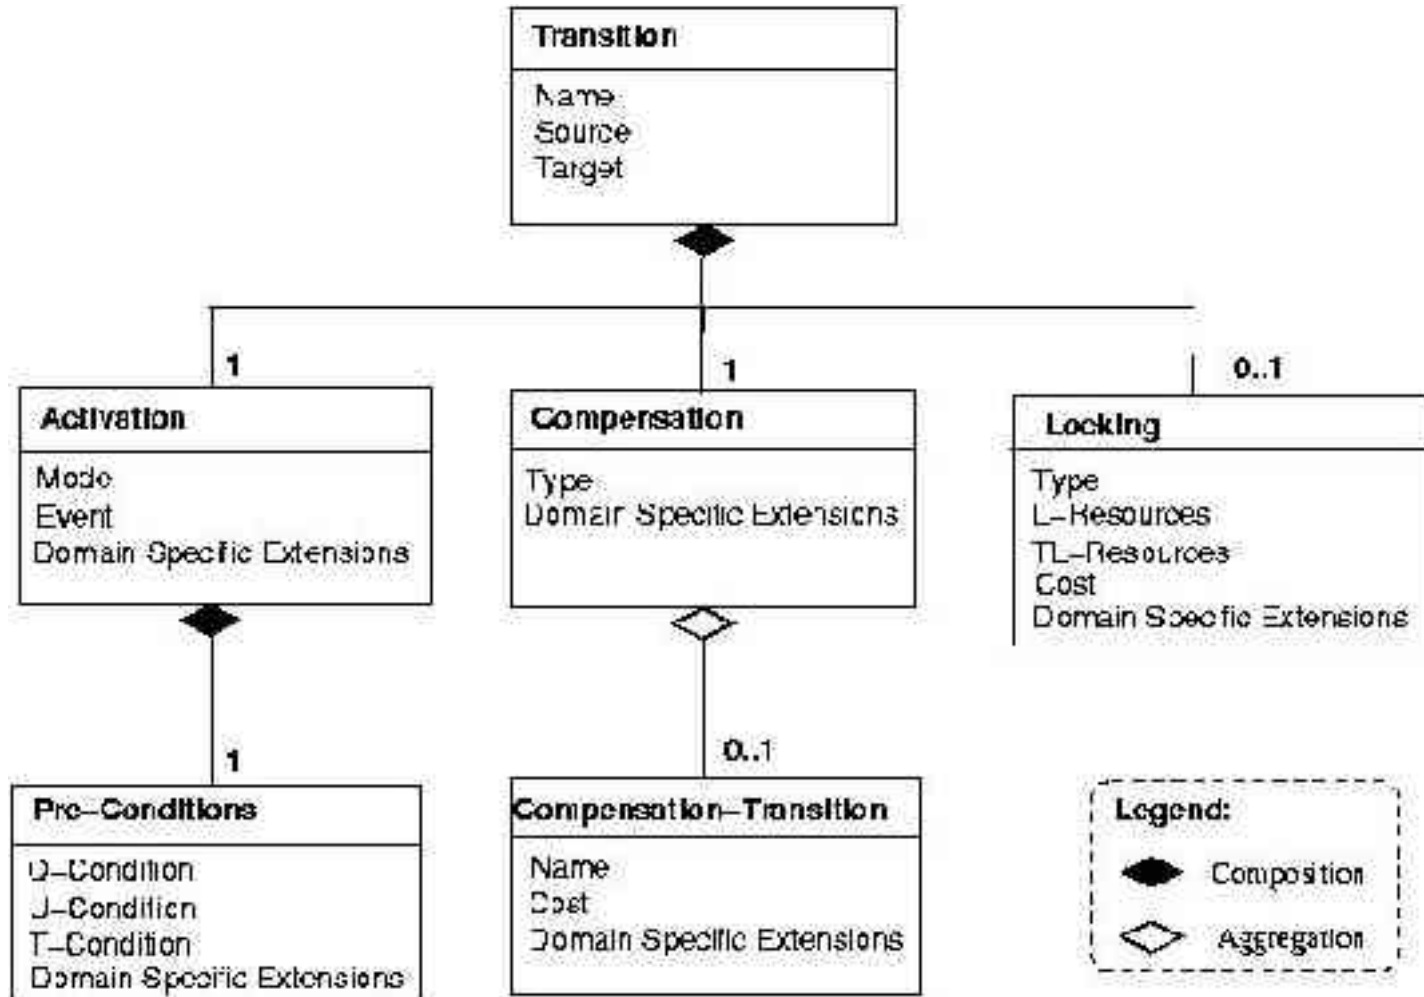 Transition
Name
Source
Target
1
1
0..1
Activation
Mode
Event
Domain Specific Extensions
Compensation
Type
Domain Specific Extensions
Locking
Type
L–Resources
TL–Resources
Cost
Domain Specific Extensions
1
0..1
Pre–Conditions
T–Condition
Domain Specific Extensions
Compensation–Transition
Name
Cost
Domain Specific Extensions
Legend:
Composition
Aggregation